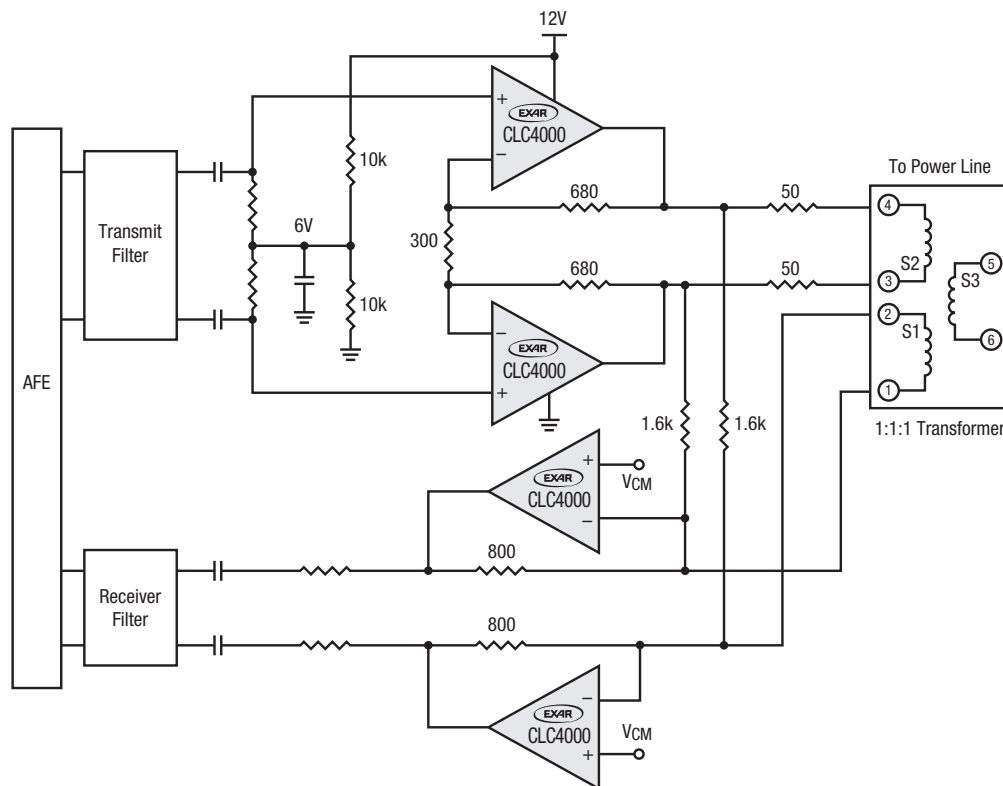 12V
EXAR
CLC4000
+
−
10k
680
50
To Power Line
4
Transmit
Filter
6V
300
S2
5
S3
680
50
3
2
10k
−
EXAR
CLC4000
+
S1
6
1
AFE
1.6k
1.6k
1:1:1 Transformer
+
EXAR
VCM
CLC4000
−
800
Receiver
Filter
800
−
EXAR
CLC4000
VCM
+